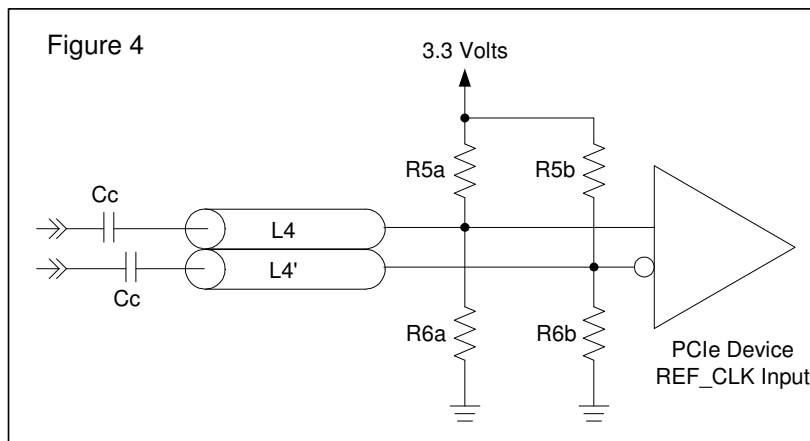 Figure 4
3.3 Volts
R5a
R5b
Cc
L4
L4'
Cc
R6a
R6b
PCIe Device
REF_CLK Input